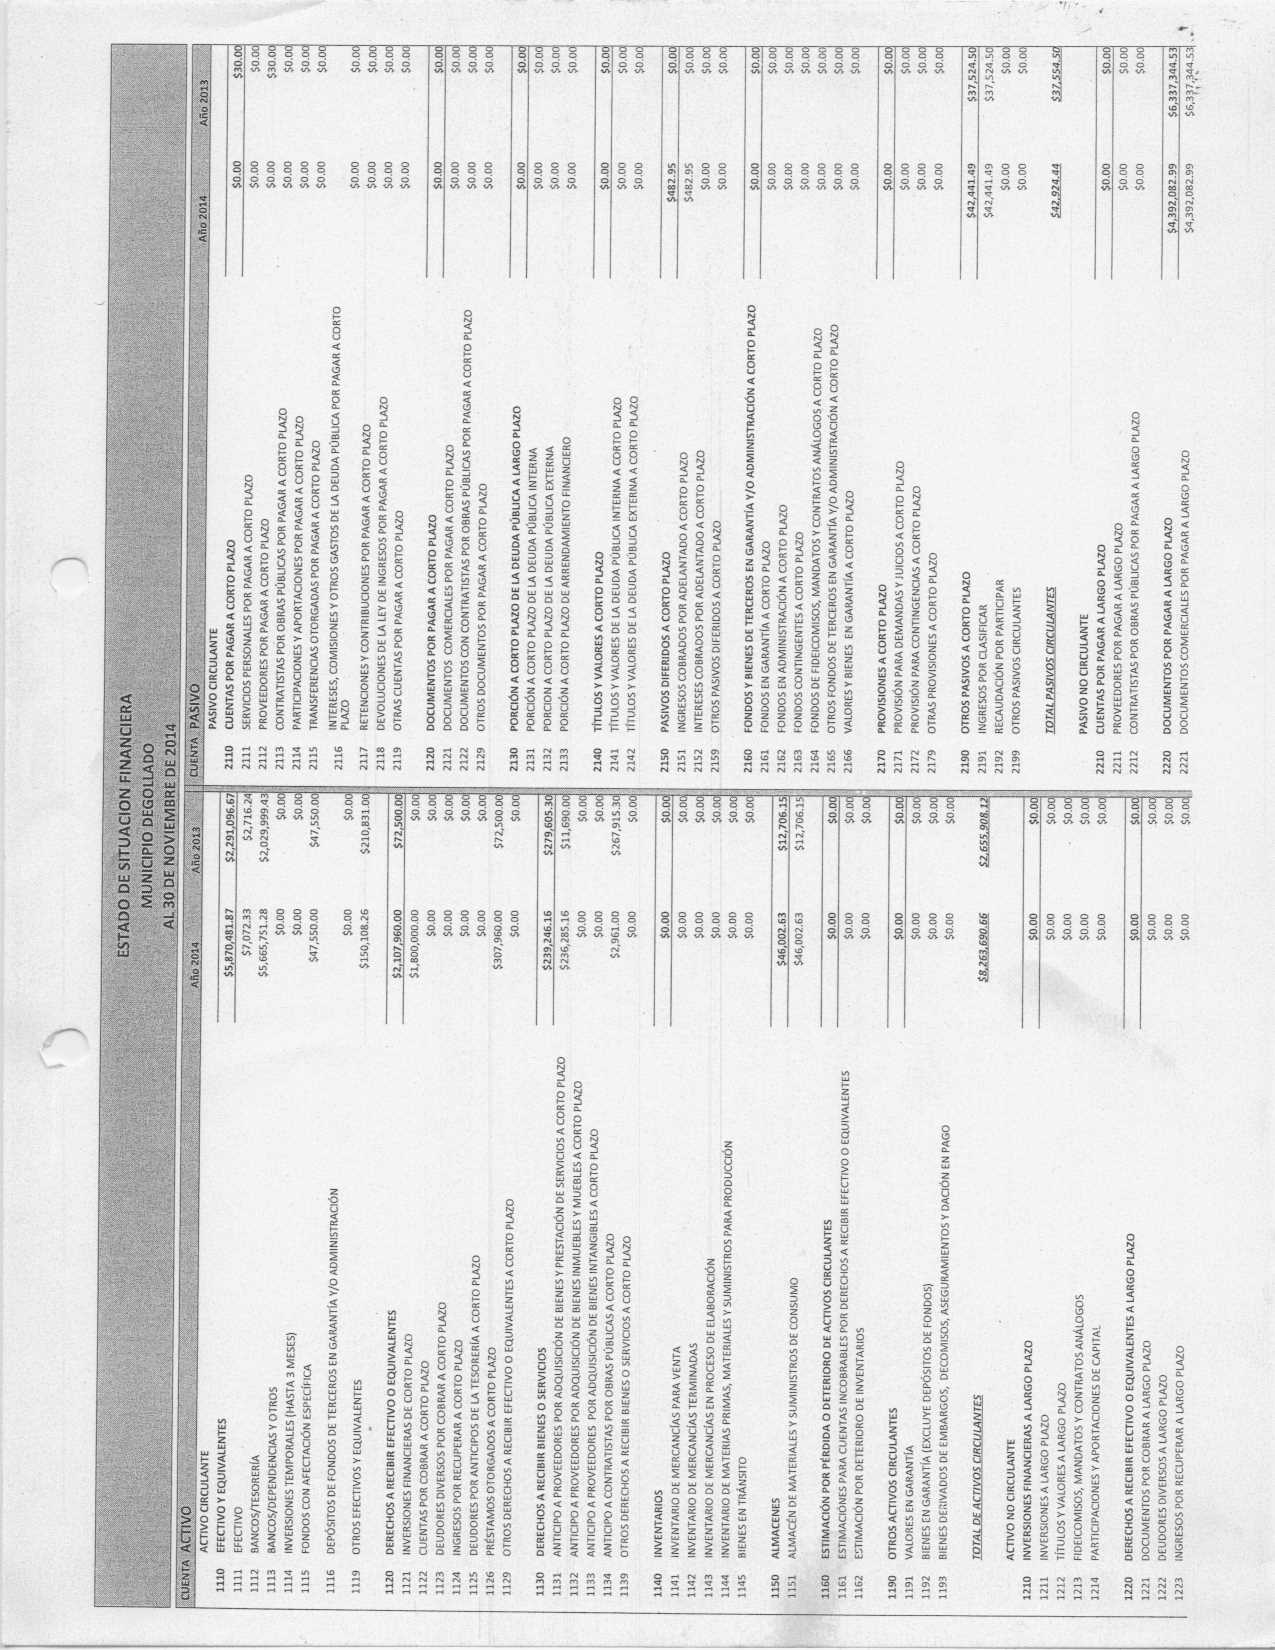 ESTADO DE SITUACION FINANCIERA
MUNICIPIO DEGOLLADO
AL 30 DE NOVIEMBRE DE 2014
CUENTA ACTIVO Año 2014 Año 2013
ACTIVO CIRCULANTE
1110 EFECTIVO Y EQUIVALENTES $5,870,481.87 $2,291,096.67
1111 EFECTIVO $7,072.33 $2,716.24
1112 BANCOS/TESORERÍA $5,665,751.28 $2,029,999.43
1113 BANCOS/DEPENDENCIAS Y OTROS $0.00 $0.00
1114 INVERSIONES TEMPORALES (HASTA 3 MESES) $0.00 $0.00
1115 FONDOS CON AFECTACIÓN ESPECÍFICA $47,550.00 $47,550.00
1116 DEPÓSITOS DE FONDOS DE TERCEROS EN GARANTÍA Y/O ADMINISTRACIÓN $0.00 $0.00
1119 OTROS EFECTIVOS Y EQUIVALENTES $150,108.26 $210,831.00
1120 DERECHOS A RECIBIR EFECTIVO O EQUIVALENTES $2,107,960.00 $72,500.00
1121 INVERSIONES FINANCIERAS DE CORTO PLAZO $1,800,000.00 $0.00
1122 CUENTAS POR COBRAR A CORTO PLAZO $0.00 $0.00
1123 DEUDORES DIVERSOS POR COBRAR A CORTO PLAZO $0.00 $0.00
1124 INGRESOS POR RECUPERAR A CORTO PLAZO $0.00 $0.00
1125 DEUDORES POR ANTICIPOS DE LA TESORERÍA A CORTO PLAZO $0.00 $0.00
1126 PRÉSTAMOS OTORGADOS A CORTO PLAZO $307,960.00 $72,500.00
1129 OTROS DERECHOS A RECIBIR EFECTIVO O EQUIVALENTES A CORTO PLAZO $0.00 $0.00
1130 DERECHOS A RECIBIR BIENES O SERVICIOS $239,246.16 $279,605.30
1131 ANTICIPO A PROVEEDORES POR ADQUISICIÓN DE BIENES Y PRESTACIÓN DE SERVICIOS A CORTO PLAZO $236,285.16 $11,690.00
1132 ANTICIPO A PROVEEDORES POR ADQUISICIÓN DE BIENES INMUEBLES Y MUEBLES A CORTO PLAZO $0.00 $0.00
1133 ANTICIPO A PROVEEDORES POR ADQUISICIÓN DE BIENES INTANGIBLES A CORTO PLAZO $0.00 $0.00
1134 ANTICIPO A CONTRATISTAS POR OBRAS PÚBLICAS A CORTO PLAZO $2,961.00 $267,915.30
1139 OTROS DERECHOS A RECIBIR BIENES O SERVICIOS A CORTO PLAZO $0.00 $0.00
1140 INVENTARIOS $0.00 $0.00
1141 INVENTARIO DE MERCANCÍAS PARA VENTA $0.00 $0.00
1142 INVENTARIO DE MERCANCÍAS TERMINADAS $0.00 $0.00
1143 INVENTARIO DE MERCANCÍAS EN PROCESO DE ELABORACIÓN $0.00 $0.00
1144 INVENTARIO DE MATERIAS PRIMAS, MATERIALES Y SUMINISTROS PARA PRODUCCIÓN $0.00 $0.00
1145 BIENES EN TRÁNSITO $0.00 $0.00
1150 ALMACENES $46,002.63 $12,706.15
1151 ALMACÉN DE MATERIALES Y SUMINISTROS DE CONSUMO $46,002.63 $12,706.15
1160 ESTIMACIÓN POR PÉRDIDA O DETERIORO DE ACTIVOS CIRCULANTES $0.00 $0.00
1161 ESTIMACIÓNES PARA CUENTAS INCOBRABLES POR DERECHOS A RECIBIR EFECTIVO O EQUIVALENTES $0.00 $0.00
1162 ESTIMACIÓN POR DETERIORO DE INVENTARIOS $0.00 $0.00
1190 OTROS ACTIVOS CIRCULANTES $0.00 $0.00
1191 VALORES EN GARANTÍA $0.00 $0.00
1192 BIENES EN GARANTÍA (EXCLUYE DEPÓSITOS DE FONDOS) $0.00 $0.00
1193 BIENES DERIVADOS DE EMBARGOS, DECOMISOS, ASEGURAMIENTOS Y DACIÓN EN PAGO $0.00 $0.00
TOTAL DE ACTIVOS CIRCULANTES $8,263,690.66 $2,655,908.12
ACTIVO NO CIRCULANTE
1210 INVERSIONES FINANCIERAS A LARGO PLAZO $0.00 $0.00
1211 INVERSIONES A LARGO PLAZO $0.00 $0.00
1212 TÍTULOS Y VALORES A LARGO PLAZO $0.00 $0.00
1213 FIDEICOMISOS, MANDATOS Y CONTRATOS ANÁLOGOS $0.00 $0.00
1214 PARTICIPACIONES Y APORTACIONES DE CAPITAL $0.00 $0.00
1220 DERECHOS A RECIBIR EFECTIVO O EQUIVALENTES A LARGO PLAZO $0.00 $0.00
1221 DOCUMENTOS POR COBRAR A LARGO PLAZO $0.00 $0.00
1222 DEUDORES DIVERSOS A LARGO PLAZO $0.00 $0.00
1223 INGRESOS POR RECUPERAR A LARGO PLAZO $0.00 $0.00
CUENTA PASIVO Año 2014 Año 2013
PASIVO CIRCULANTE
2110 CUENTAS POR PAGAR A CORTO PLAZO $0.00 $30.00
2111 SERVICIOS PERSONALES POR PAGAR A CORTO PLAZO $0.00 $0.00
2112 PROVEEDORES POR PAGAR A CORTO PLAZO $0.00 $30.00
2113 CONTRATISTAS POR OBRAS PÚBLICAS POR PAGAR A CORTO PLAZO $0.00 $0.00
2114 PARTICIPACIONES Y APORTACIONES POR PAGAR A CORTO PLAZO $0.00 $0.00
2115 TRANSFERENCIAS OTORGADAS POR PAGAR A CORTO PLAZO $0.00 $0.00
2116 INTERESES, COMISIONES Y OTROS GASTOS DE LA DEUDA PÚBLICA POR PAGAR A CORTO
PLAZO $0.00 $0.00
2117 RETENCIONES Y CONTRIBUCIONES POR PAGAR A CORTO PLAZO $0.00 $0.00
2118 DEVOLUCIONES DE LA LEY DE INGRESOS POR PAGAR A CORTO PLAZO $0.00 $0.00
2119 OTRAS CUENTAS POR PAGAR A CORTO PLAZO $0.00 $0.00
2120 DOCUMENTOS POR PAGAR A CORTO PLAZO $0.00 $0.00
2121 DOCUMENTOS COMERCIALES POR PAGAR A CORTO PLAZO $0.00 $0.00
2122 DOCUMENTOS CON CONTRATISTAS POR OBRAS PÚBLICAS POR PAGAR A CORTO PLAZO $0.00 $0.00
2129 OTROS DOCUMENTOS POR PAGAR A CORTO PLAZO $0.00 $0.00
2130 PORCIÓN A CORTO PLAZO DE LA DEUDA PÚBLICA A LARGO PLAZO $0.00 $0.00
2131 PORCIÓN A CORTO PLAZO DE LA DEUDA PÚBLICA INTERNA $0.00 $0.00
2132 PORCION A CORTO PLAZO DE LA DEUDA PÚBLICA EXTERNA $0.00 $0.00
2133 PORCIÓN A CORTO PLAZO DE ARRENDAMIENTO FINANCIERO $0.00 $0.00
2140 TÍTULOS Y VALORES A CORTO PLAZO $0.00 $0.00
2141 TÍTULOS Y VALORES DE LA DEUDA PÚBLICA INTERNA A CORTO PLAZO $0.00 $0.00
2142 TÍTULOS Y VALORES DE LA DEUDA PÚBLICA EXTERNA A CORTO PLAZO $0.00 $0.00
2150 PASIVOS DIFERIDOS A CORTO PLAZO $482.95 $0.00
2151 INGRESOS COBRADOS POR ADELANTADO A CORTO PLAZO $482.95 $0.00
2152 INTERESES COBRADOS POR ADELANTADO A CORTO PLAZO $0.00 $0.00
2159 OTROS PASIVOS DIFERIDOS A CORTO PLAZO $0.00 $0.00
2160 FONDOS Y BIENES DE TERCEROS EN GARANTÍA Y/O ADMINISTRACIÓN A CORTO PLAZO $0.00 $0.00
2161 FONDOS EN GARANTÍA A CORTO PLAZO $0.00 $0.00
2162 FONDOS EN ADMINISTRACIÓN A CORTO PLAZO $0.00 $0.00
2163 FONDOS CONTINGENTES A CORTO PLAZO $0.00 $0.00
2164 FONDOS DE FIDEICOMISOS, MANDATOS Y CONTRATOS ANÁLOGOS A CORTO PLAZO $0.00 $0.00
2165 OTROS FONDOS DE TERCEROS EN GARANTÍA Y/O ADMINISTRACIÓN A CORTO PLAZO $0.00 $0.00
2166 VALORES Y BIENES EN GARANTÍA A CORTO PLAZO $0.00 $0.00
2170 PROVISIONES A CORTO PLAZO $0.00 $0.00
2171 PROVISIÓN PARA DEMANDAS Y JUICIOS A CORTO PLAZO $0.00 $0.00
2172 PROVISIÓN PARA CONTINGENCIAS A CORTO PLAZO $0.00 $0.00
2179 OTRAS PROVISIONES A CORTO PLAZO $0.00 $0.00
2190 OTROS PASIVOS A CORTO PLAZO $42,441.49 $37,524.50
2191 INGRESOS POR CLASIFICAR $42,441.49 $37,524.50
2192 RECAUDACIÓN POR PARTICIPAR $0.00 $0.00
2199 OTROS PASIVOS CIRCULANTES $0.00 $0.00
TOTAL PASIVOS CIRCULANTES $42,924.44 $37,554.50
PASIVO NO CIRCULANTE
2210 CUENTAS POR PAGAR A LARGO PLAZO $0.00 $0.00
2211 PROVEEDORES POR PAGAR A LARGO PLAZO $0.00 $0.00
2212 CONTRATISTAS POR OBRAS PÚBLICAS POR PAGAR A LARGO PLAZO $0.00 $0.00
2220 DOCUMENTOS POR PAGAR A LARGO PLAZO $4,392,082.99 $6,337,344.53
2221 DOCUMENTOS COMERCIALES POR PAGAR A LARGO PLAZO $4,392,082.99 $6,337,344.53